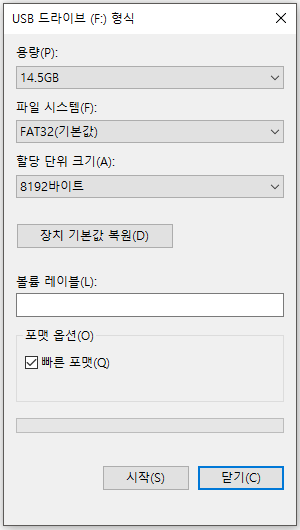 USB 드라이브 (F:) 형식
용량(P):
14.5GB
파일 시스템(F):
FAT32(기본값)
할당 단위 크기(A):
8192바이트
장치 기본값 복원(D)
볼륨 레이블(L):
포맷 옵션(O)
빠른 포맷(Q)
시작(S)
닫기(C)